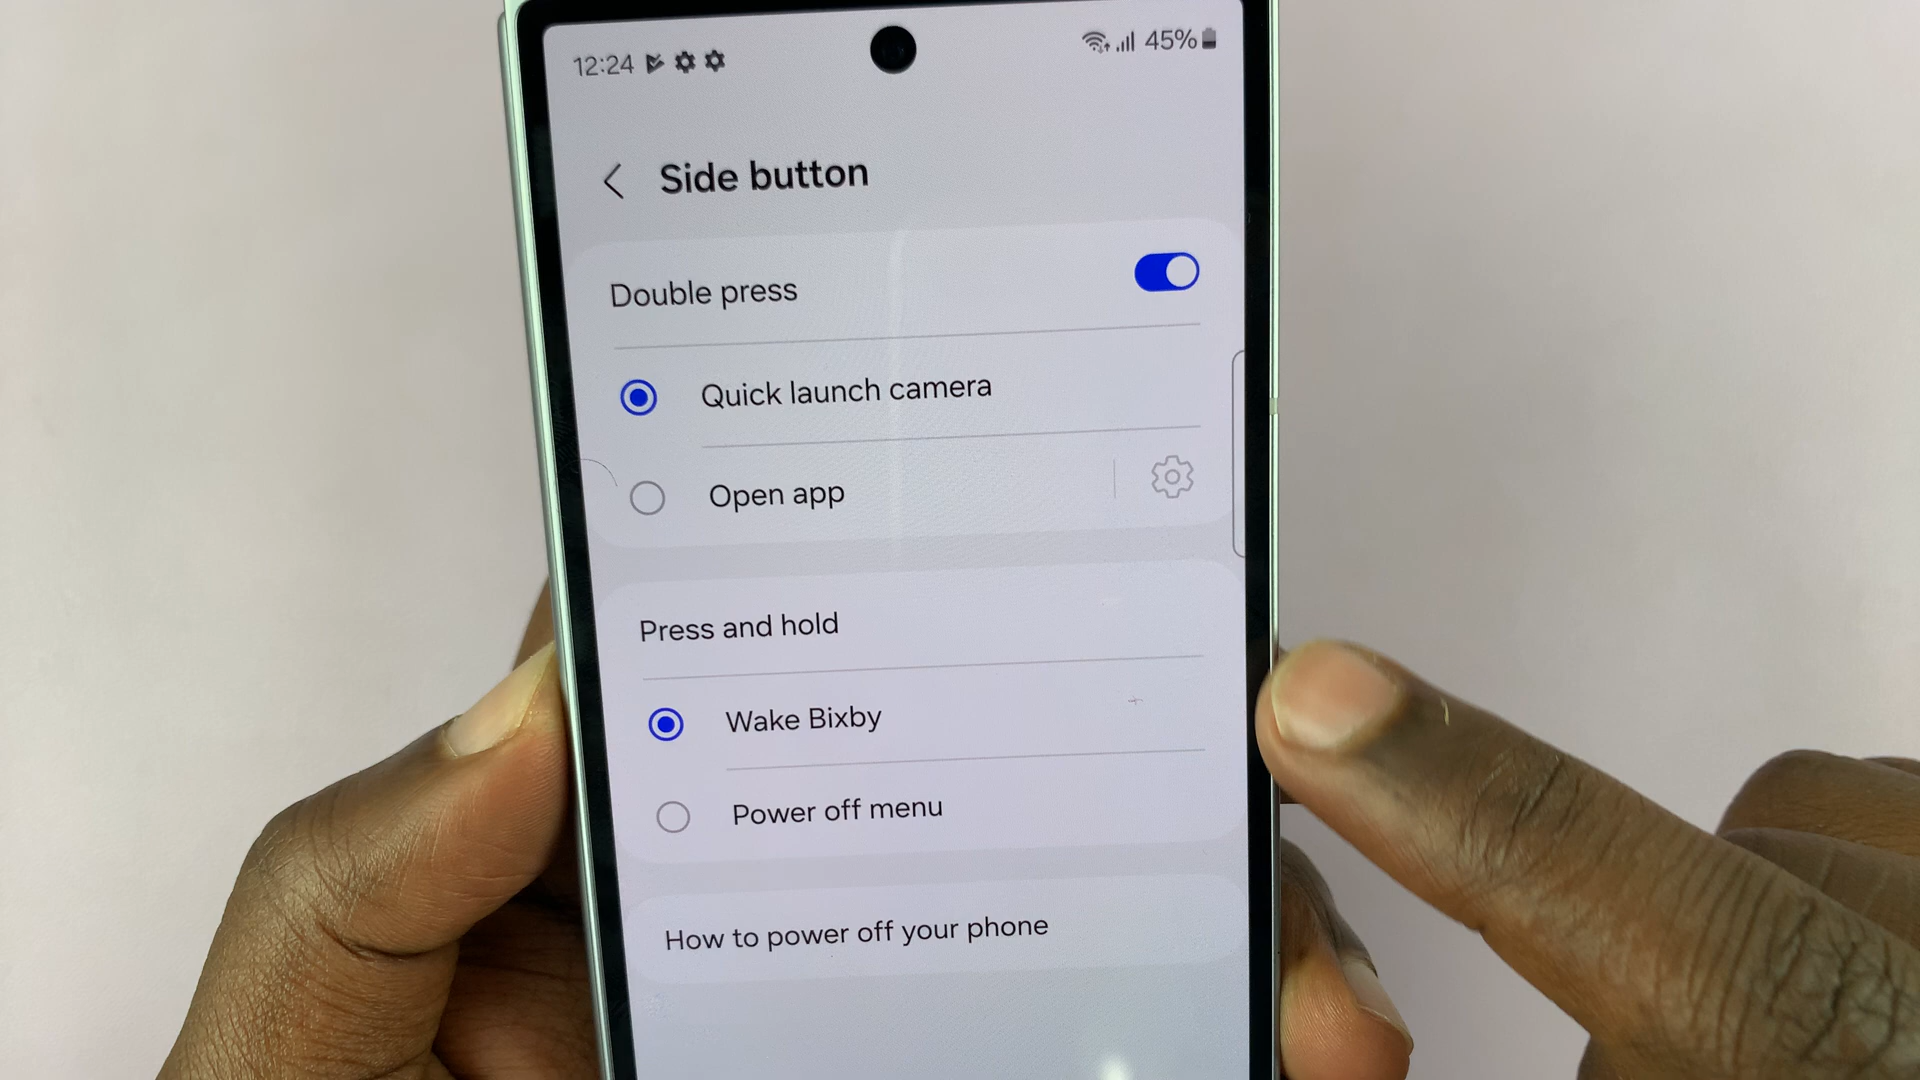 12:24 45%
Side button
Double press
Quick launch camera
Open app
Press and hold
Wake Bixby
Power off menu
How to power off your phone